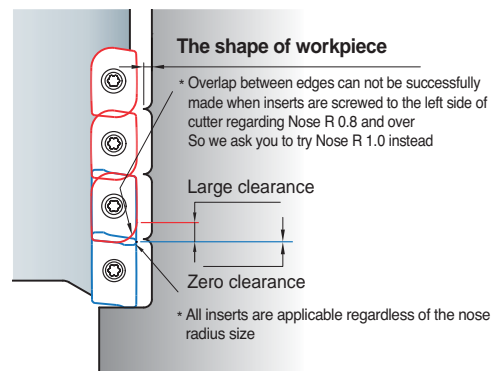 The shape of workpiece
* Overlap between edges can not be successfully
made when inserts are screwed to the left side of
cutter regarding Nose R 0.8 and over
So we ask you to try Nose R 1.0 instead
Large clearance
Zero clearance
* All inserts are applicable regardless of the nose
radius size